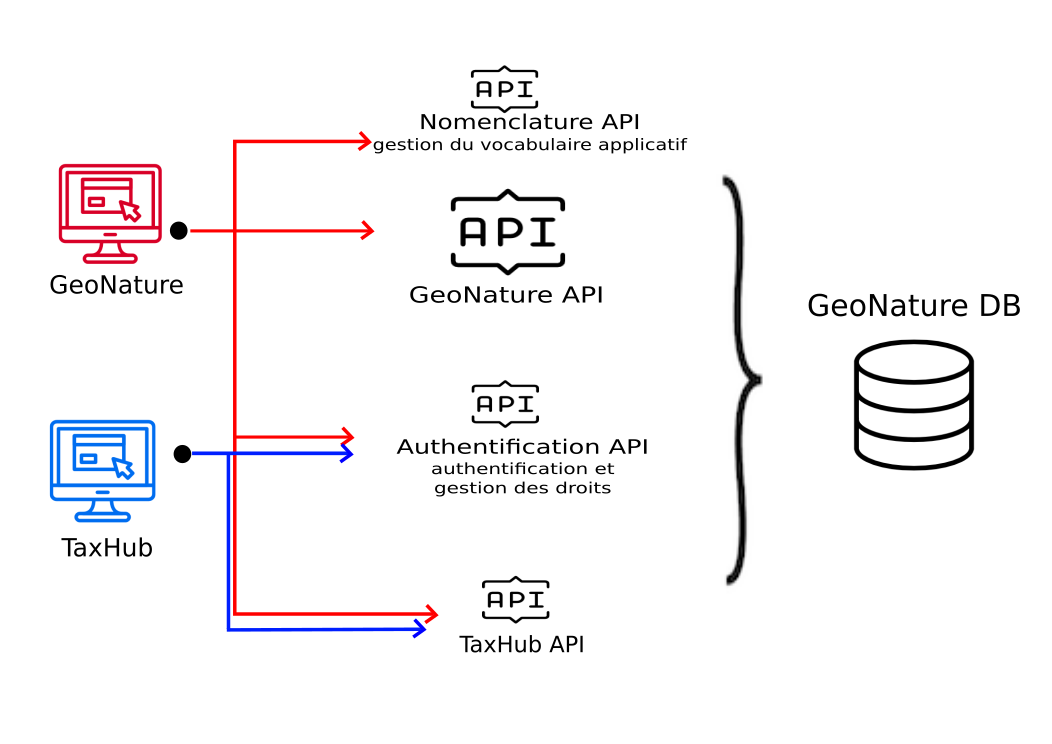 API
Nomenclature API
gestion du vocabulaire applicatif
GeoNature
API
GeoNature API
GeoNature DB
API
Authentification API
authentification et
gestion des droits
TaxHub
API
TaxHub API